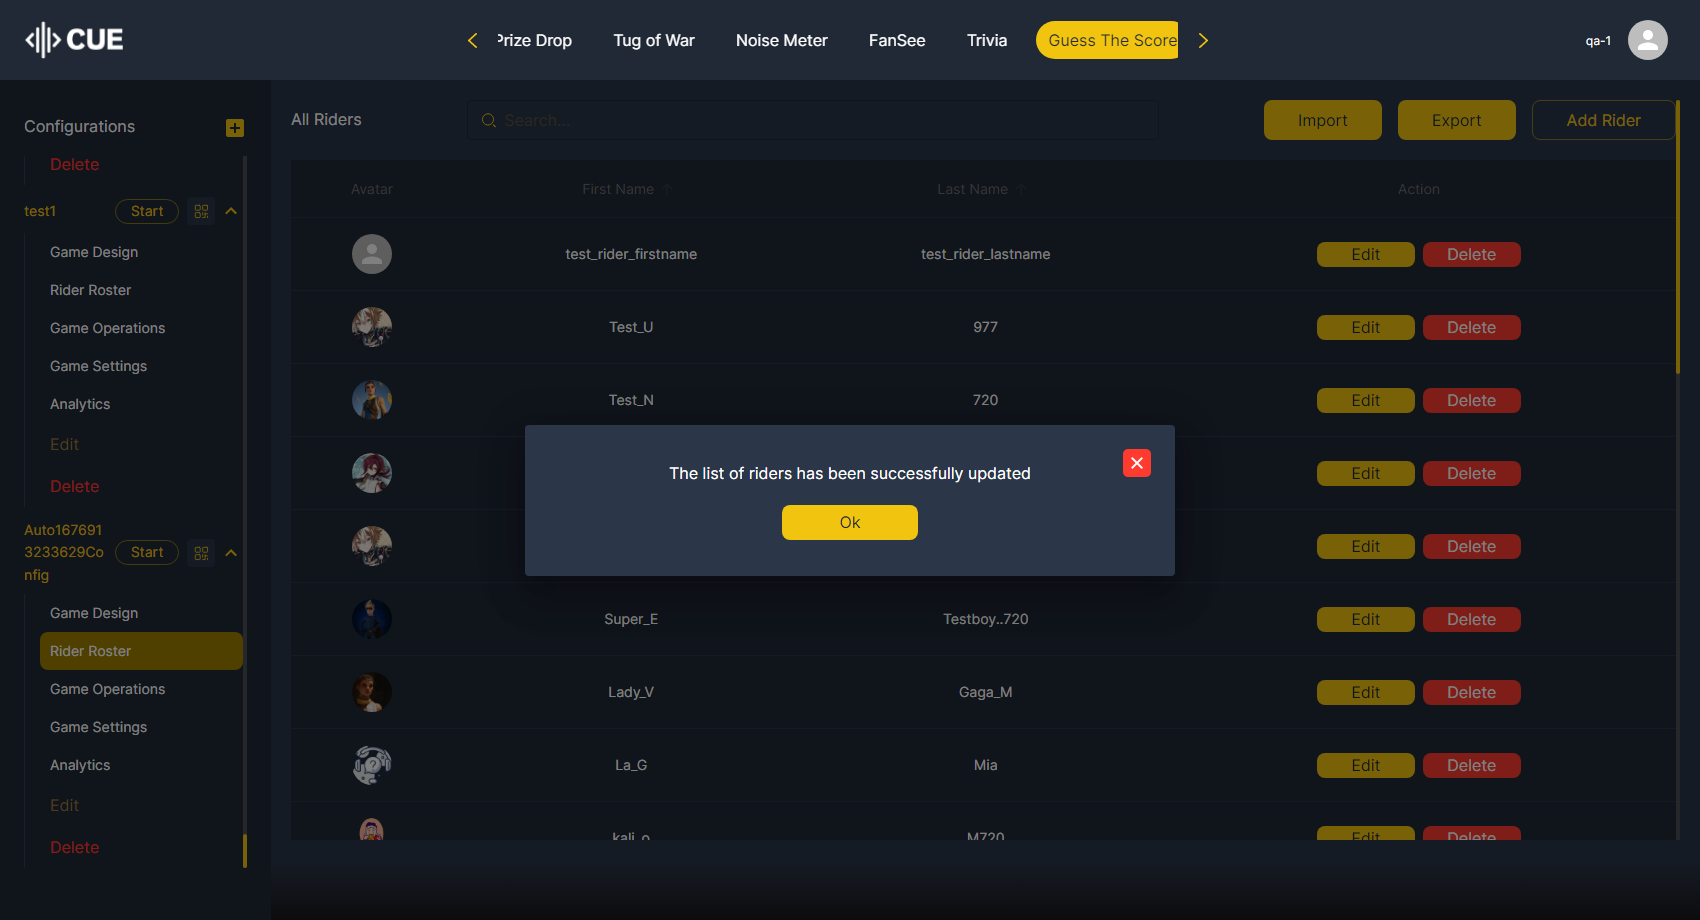 CUE
Prize Drop
Tug of War
Noise Meter
FanSee
Trivia
Guess The Score
qa-1
Configurations
Delete
test1
Start
Game Design
Rider Roster
Game Operations
Game Settings
Analytics
Edit
Delete
Auto167691
3233629Co
nfig
Start
Game Design
Rider Roster
Game Operations
Game Settings
Analytics
Edit
Delete
All Riders
Search...
Import
Export
Add Rider
Avatar First Name Last Name Action
test_rider_firstname test_rider_lastname Edit Delete
Test_U 977 Edit Delete
Test_N 720 Edit Delete
Edit Delete
Edit Delete
The list of riders has been successfully updated
Ok
Super_E Testboy..720 Edit Delete
Lady_V Gaga_M Edit Delete
La_G Mia Edit Delete
kali_o M720 Edit Delete